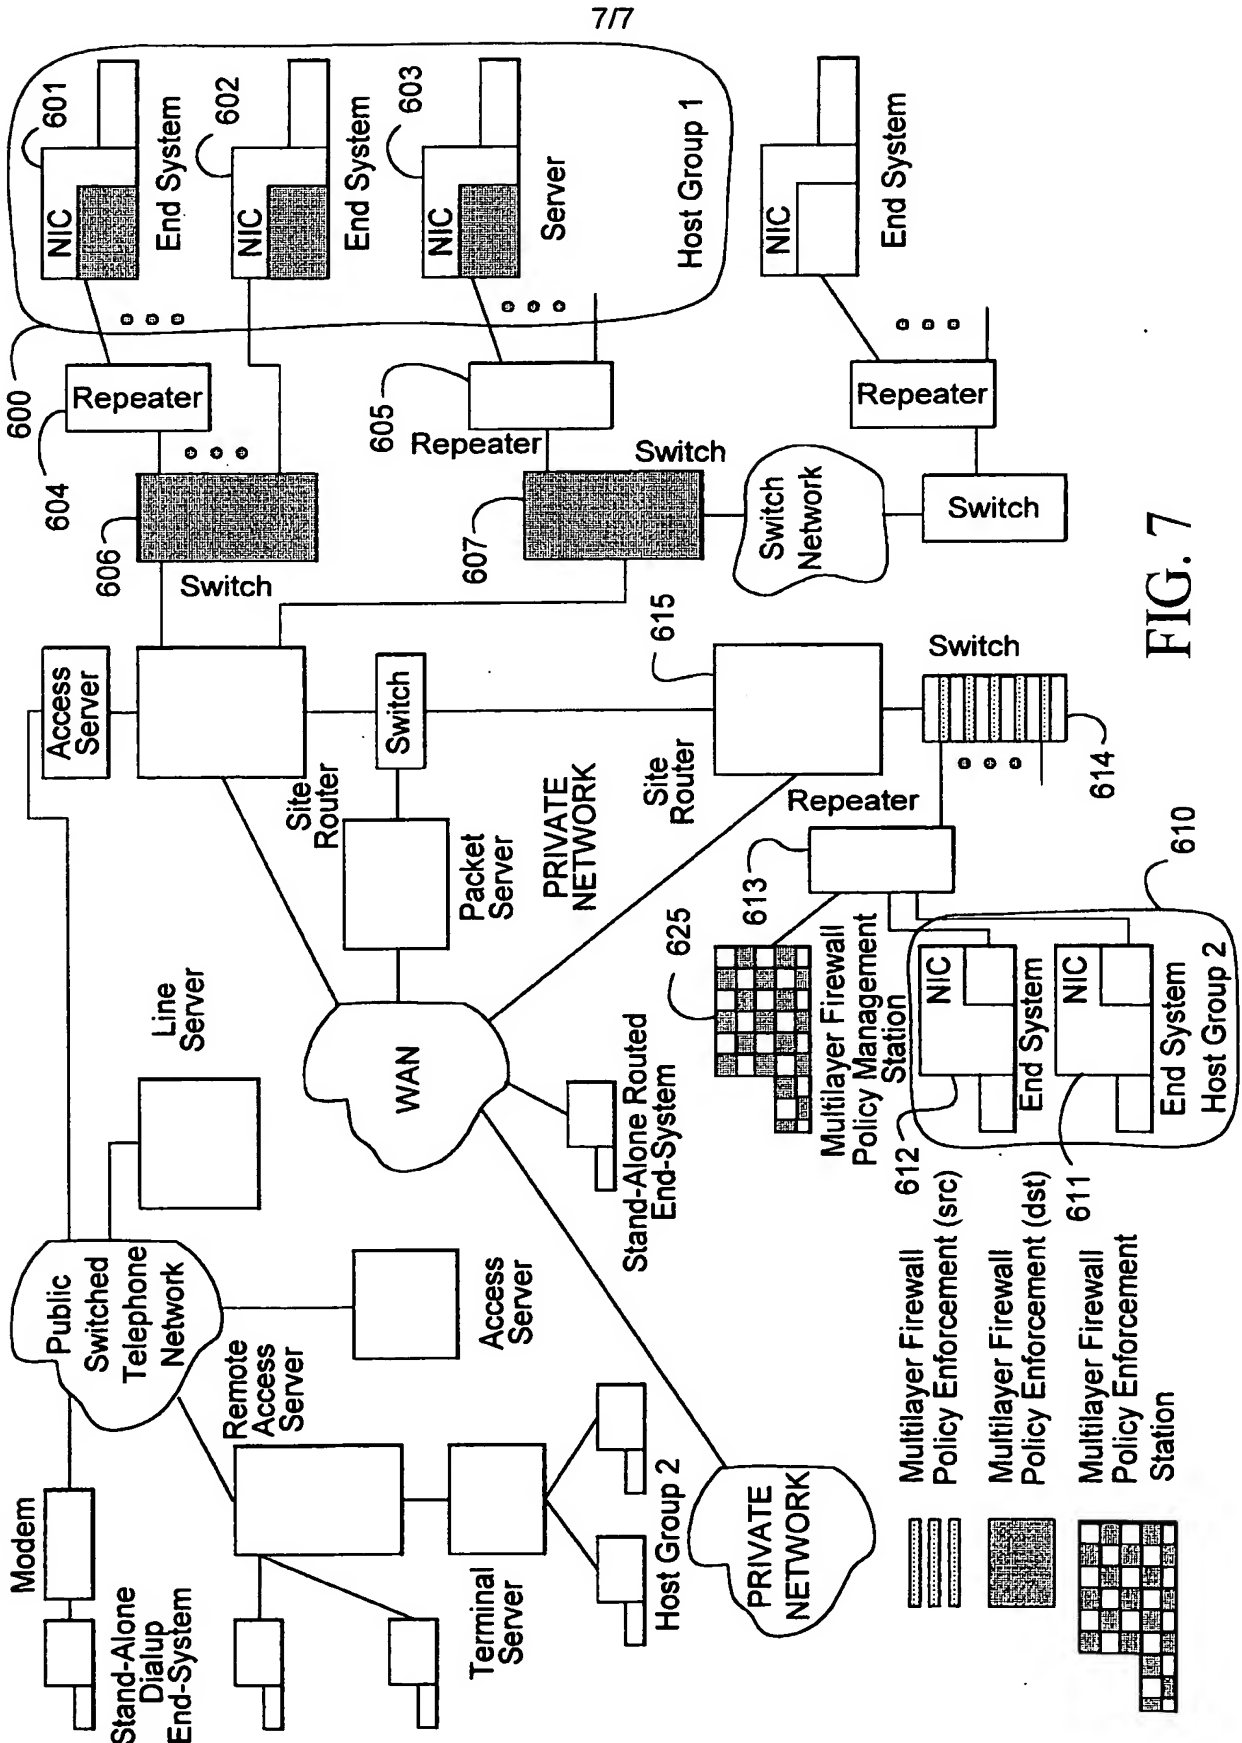 7/7
Stand-Alone
Dialup
End-System
Modem
Public
Switched
Telephone
Network
Line
Server
Access
Server
Site
Router
Switch
606
604
600
Repeater
NIC
601
End System
NIC
602
End System
Remote
Access
Server
Access
Server
WAN
Packet
Server
Switch
PRIVATE
NETWORK
607
Switch
605
Repeater
NIC
603
Server
Host Group 1
Terminal
Server
Host Group 2
Stand-Alone Routed
End-System
Site
Router
615
Switch
Network
PRIVATE
NETWORK
625
Multilayer Firewall
Policy Management
Station
613
Repeater
Switch
614
Switch
Repeater
NIC
End System
612
NIC
End System
611
NIC
End System
Host Group 2
610
Multilayer Firewall
Policy Enforcement (src)
Multilayer Firewall
Policy Enforcement (dst)
Multilayer Firewall
Policy Enforcement
Station
FIG. 7